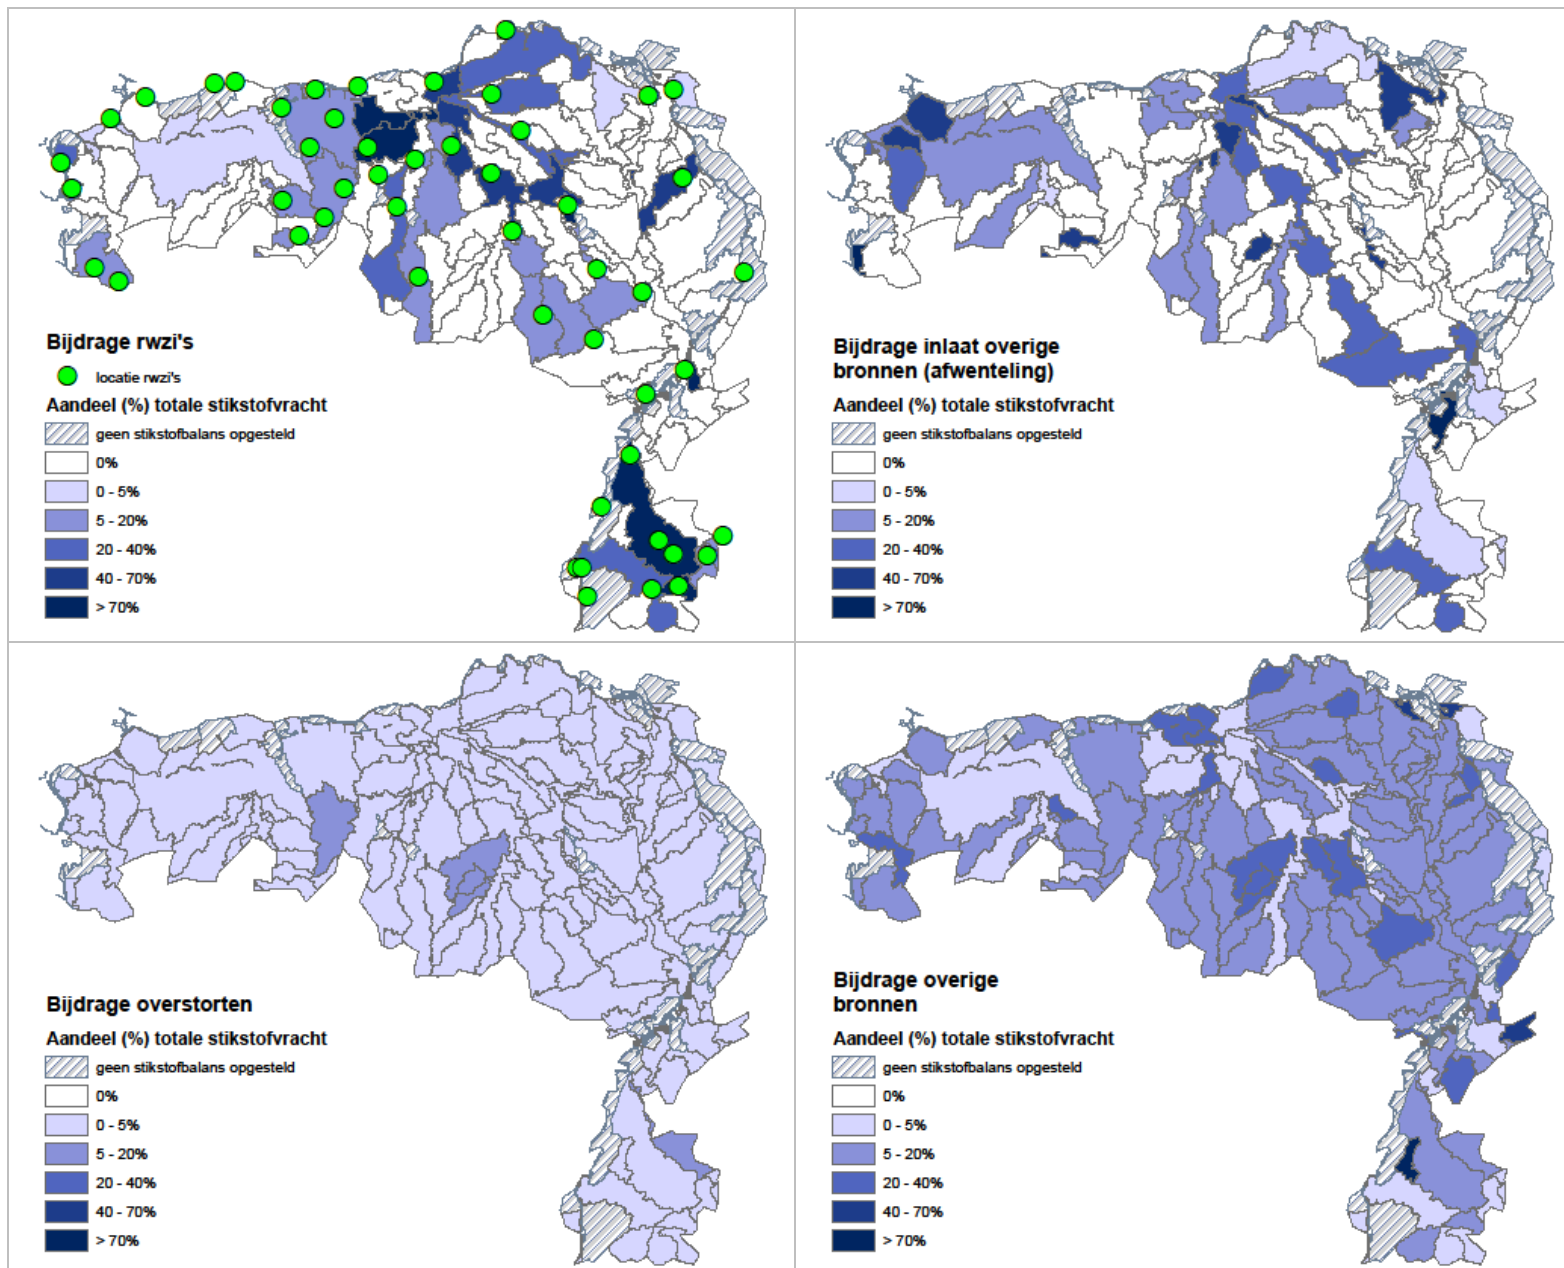 Bijdrage rwzi's
locatie rwzi's
Aandeel (%) totale stikstofvracht
geen stikstofbalans opgesteld
0%
0 - 5%
5 - 20%
20 - 40%
40 - 70%
> 70%
Bijdrage inlaat overige
bronnen (afwenteling)
Aandeel (%) totale stikstofvracht
geen stikstofbalans opgesteld
0%
0 - 5%
5 - 20%
20 - 40%
40 - 70%
> 70%
Bijdrage overstorten
Aandeel (%) totale stikstofvracht
geen stikstofbalans opgesteld
0%
0 - 5%
5 - 20%
20 - 40%
40 - 70%
> 70%
Bijdrage overige
bronnen
Aandeel (%) totale stikstofvracht
geen stikstofbalans opgesteld
0%
0 - 5%
5 - 20%
20 - 40%
40 - 70%
> 70%